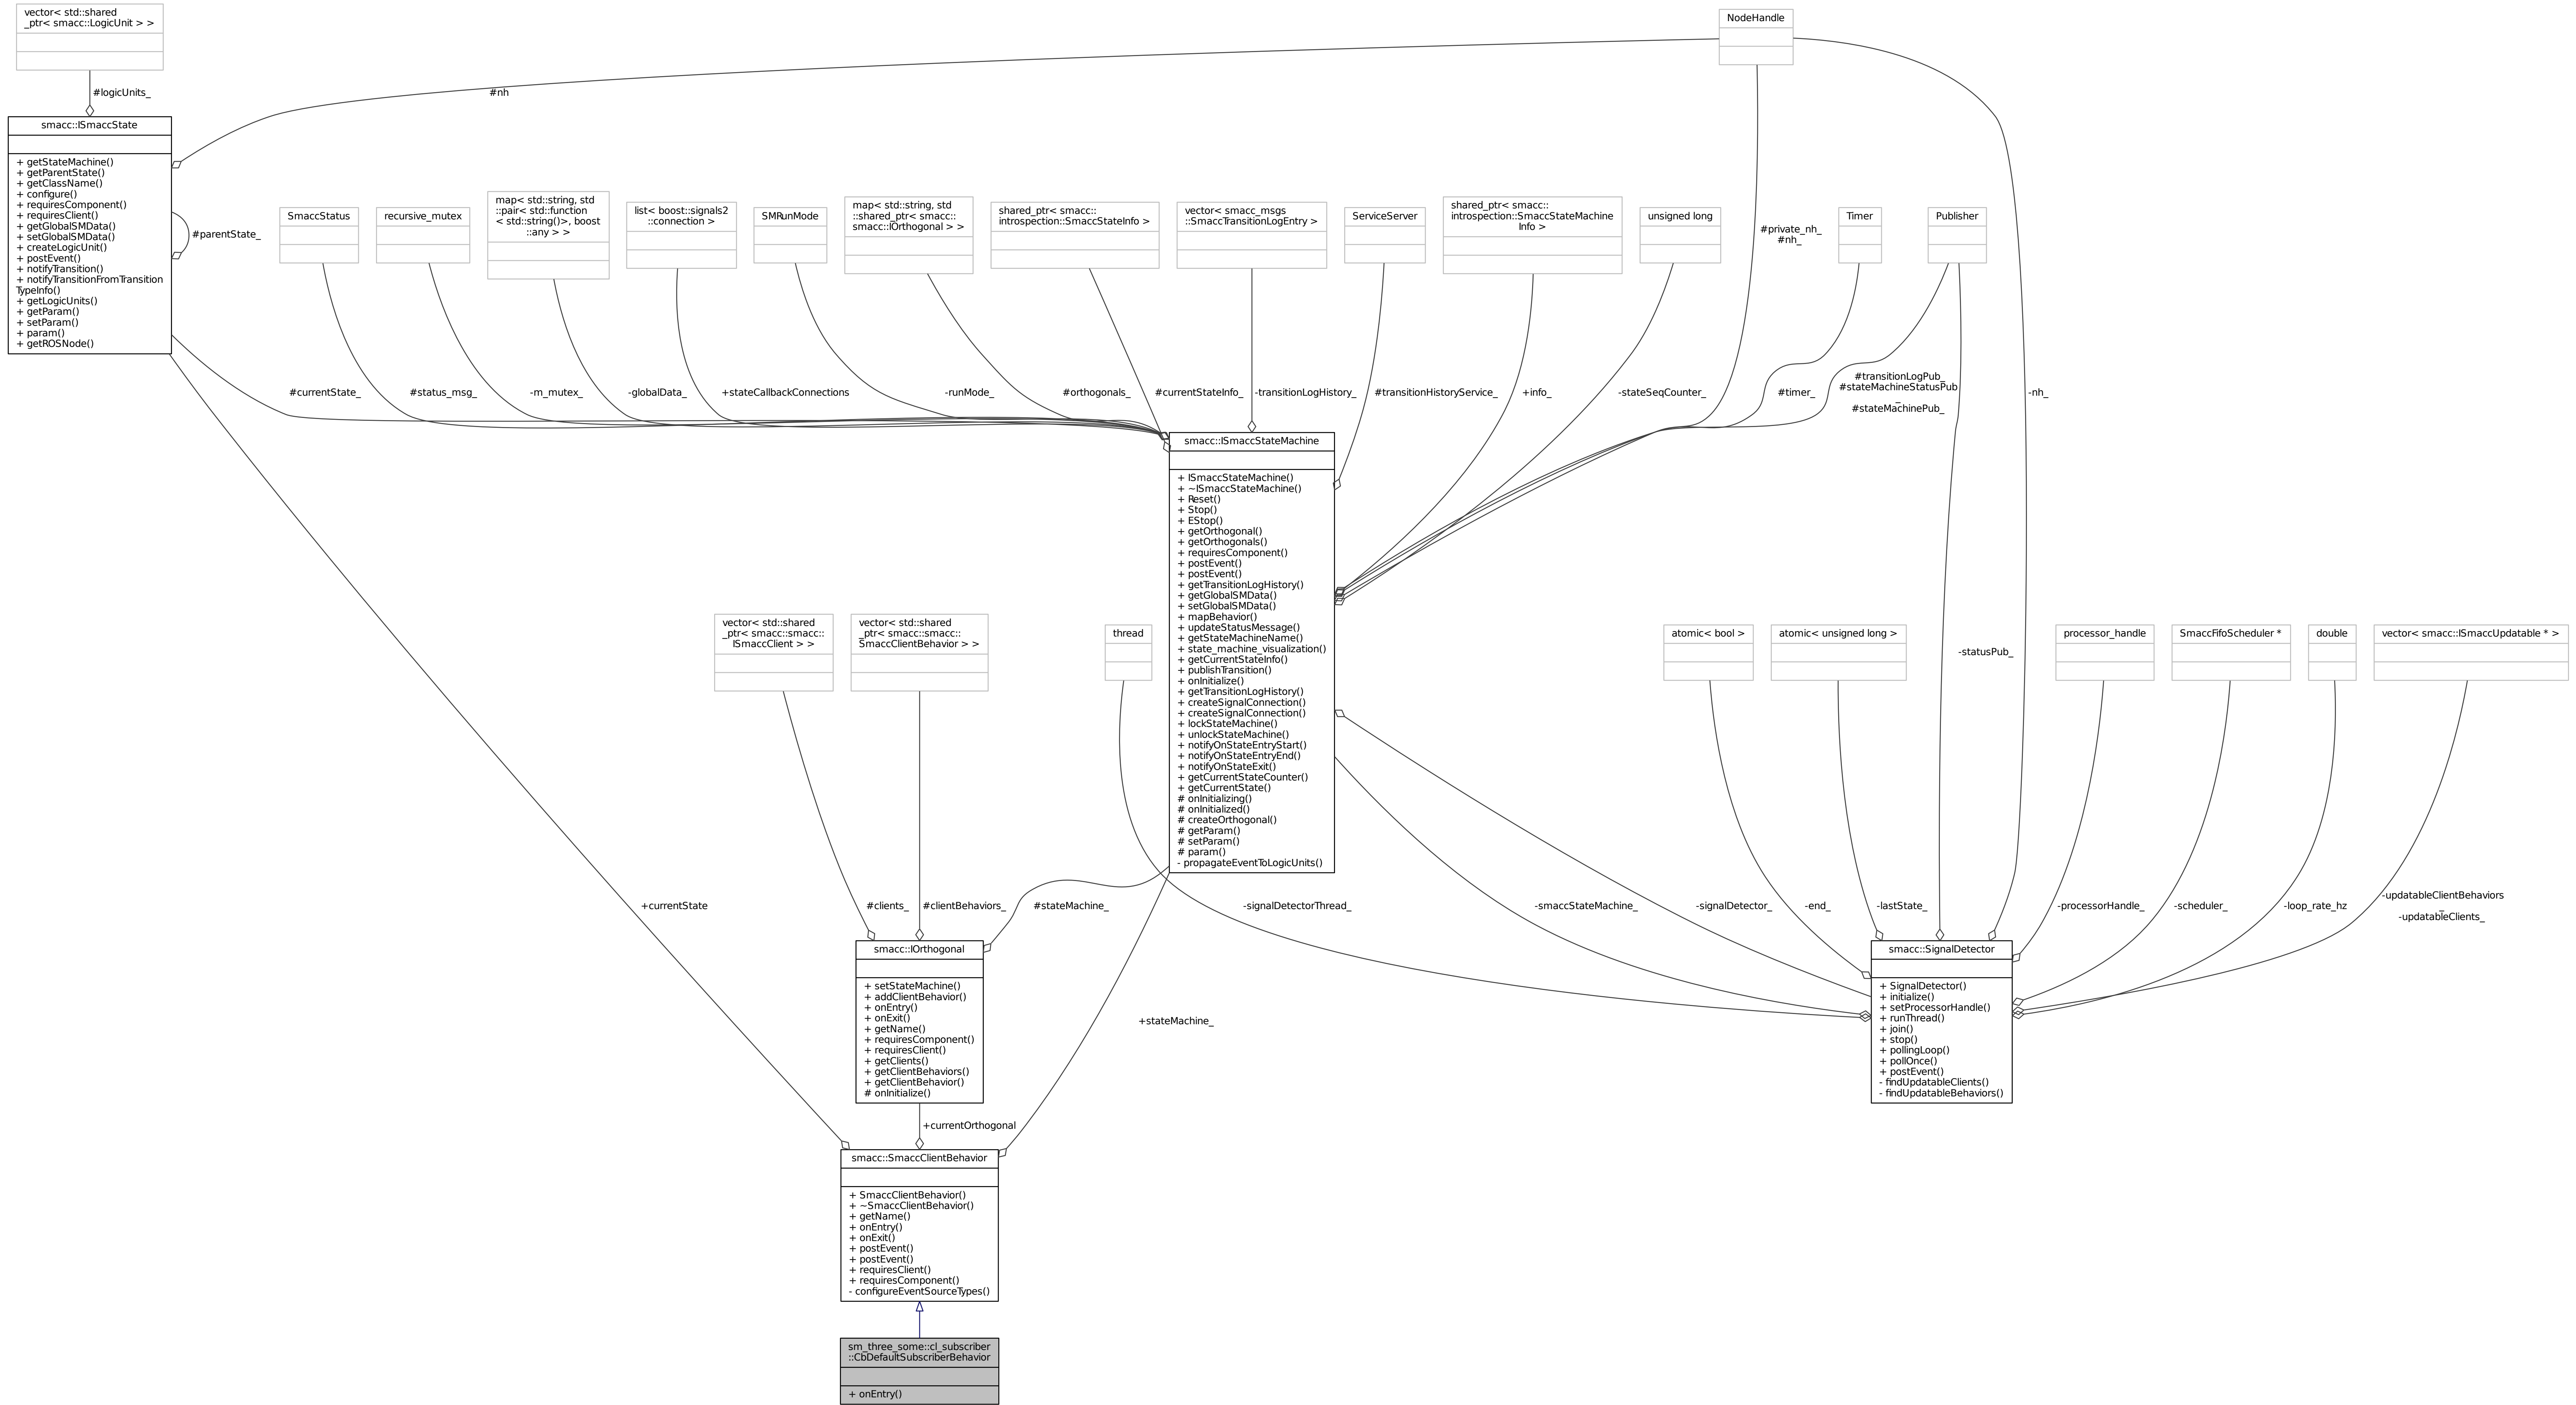 vector< std::shared
_ptr< smacc::LogicUnit > >
NodeHandle
#logicUnits_
#nh
smacc::ISmaccState
+ getStateMachine()
+ getParentState()
+ getClassName()
+ configure()
+ requiresComponent()
+ requiresClient()
+ getGlobalSMData()
+ setGlobalSMData()
+ createLogicUnit()
+ postEvent()
+ notifyTransition()
+ notifyTransitionFromTransition
TypeInfo()
+ getLogicUnits()
+ getParam()
+ setParam()
+ param()
+ getROSNode()
#parentState_
SmaccStatus
recursive_mutex
map< std::string, std
::pair< std::function
< std::string()>, boost
::any > >
list< boost::signals2
::connection >
SMRunMode
map< std::string, std
::shared_ptr< smacc::
smacc::IOrthogonal > >
shared_ptr< smacc::
introspection::SmaccStateInfo >
vector< smacc_msgs
::SmaccTransitionLogEntry >
ServiceServer
shared_ptr< smacc::
introspection::SmaccStateMachine
Info >
unsigned long
#private_nh_
#nh_
Timer
Publisher
#currentState_
#status_msg_
-m_mutex_
-globalData_
+stateCallbackConnections
-runMode_
#orthogonals_
#currentStateInfo_
-transitionLogHistory_
#transitionHistoryService_
+info_
-stateSeqCounter_
#timer_
#transitionLogPub_
#stateMachineStatusPub
_
#stateMachinePub_
-nh_
smacc::ISmaccStateMachine
+ ISmaccStateMachine()
+ ~ISmaccStateMachine()
+ Reset()
+ Stop()
+ EStop()
+ getOrthogonal()
+ getOrthogonals()
+ requiresComponent()
+ postEvent()
+ postEvent()
+ getTransitionLogHistory()
+ getGlobalSMData()
+ setGlobalSMData()
+ mapBehavior()
+ updateStatusMessage()
+ getStateMachineName()
+ state_machine_visualization()
+ getCurrentStateInfo()
+ publishTransition()
+ onInitialize()
+ getTransitionLogHistory()
+ createSignalConnection()
+ createSignalConnection()
+ lockStateMachine()
+ unlockStateMachine()
+ notifyOnStateEntryStart()
+ notifyOnStateEntryEnd()
+ notifyOnStateExit()
+ getCurrentStateCounter()
+ getCurrentState()
# onInitializing()
# onInitialized()
# createOrthogonal()
# getParam()
# setParam()
# param()
- propagateEventToLogicUnits()
vector< std::shared
_ptr< smacc::smacc::
ISmaccClient > >
vector< std::shared
_ptr< smacc::smacc::
SmaccClientBehavior > >
thread
atomic< bool >
atomic< unsigned long >
-statusPub_
processor_handle
SmaccFifoScheduler *
double
vector< smacc::ISmaccUpdatable * >
+currentState
#clients_
#clientBehaviors_
#stateMachine_
-signalDetectorThread_
-smaccStateMachine_
-signalDetector_
-end_
-lastState_
-processorHandle_
-scheduler_
-loop_rate_hz
-updatableClientBehaviors
_
-updatableClients_
smacc::IOrthogonal
+ setStateMachine()
+ addClientBehavior()
+ onEntry()
+ onExit()
+ getName()
+ requiresComponent()
+ requiresClient()
+ getClients()
+ getClientBehaviors()
+ getClientBehavior()
# onInitialize()
smacc::SignalDetector
+ SignalDetector()
+ initialize()
+ setProcessorHandle()
+ runThread()
+ join()
+ stop()
+ pollingLoop()
+ pollOnce()
+ postEvent()
- findUpdatableClients()
- findUpdatableBehaviors()
+stateMachine_
+currentOrthogonal
smacc::SmaccClientBehavior
+ SmaccClientBehavior()
+ ~SmaccClientBehavior()
+ getName()
+ onEntry()
+ onExit()
+ postEvent()
+ postEvent()
+ requiresClient()
+ requiresComponent()
- configureEventSourceTypes()
sm_three_some::cl_subscriber
::CbDefaultSubscriberBehavior
+ onEntry()